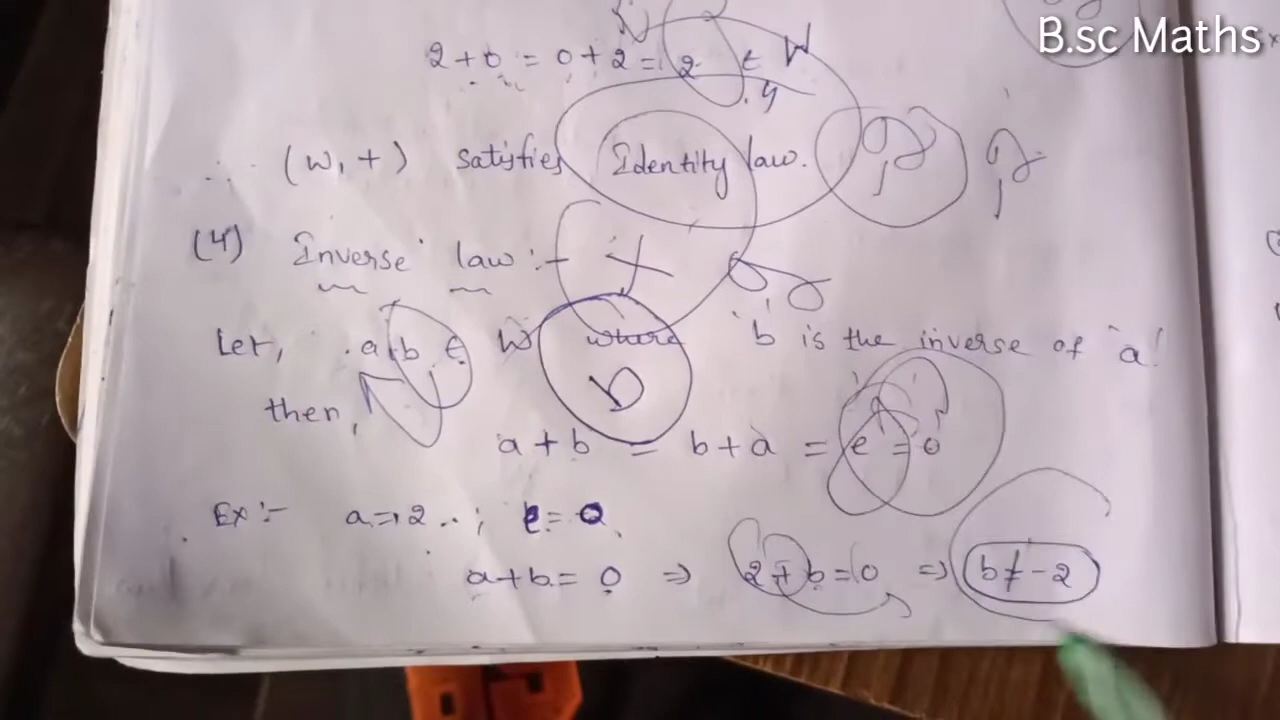 B.sc Maths
2+0 = 0+2 = 2 ∈ W
∴ (W, +) satisfies Identity law.
(4) Inverse law :-
Let, a, b ∈ W where 'b' is the inverse of 'a'
then,
a + b = b + a = e = 0
Ex :- a = 2 ; e = 0
a + b = 0 ⇒ 2 + b = 0 ⇒ b ≠ -2